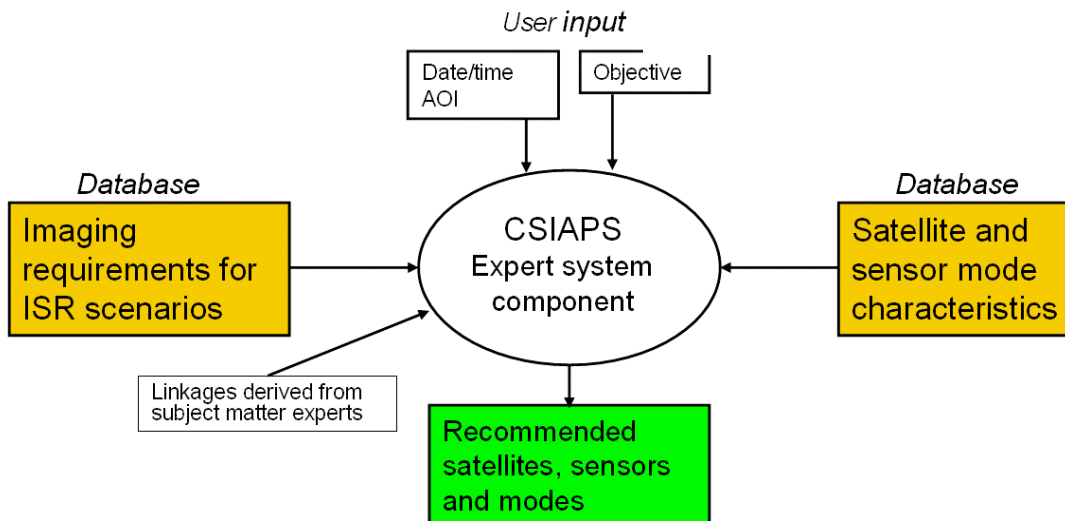 User input
Date/time
AOI
Objective
Database
Imaging
requirements for
ISR scenarios
CSIAPS
Expert system
component
Database
Satellite and
sensor mode
characteristics
Linkages derived from
subject matter experts
Recommended
satellites, sensors
and modes